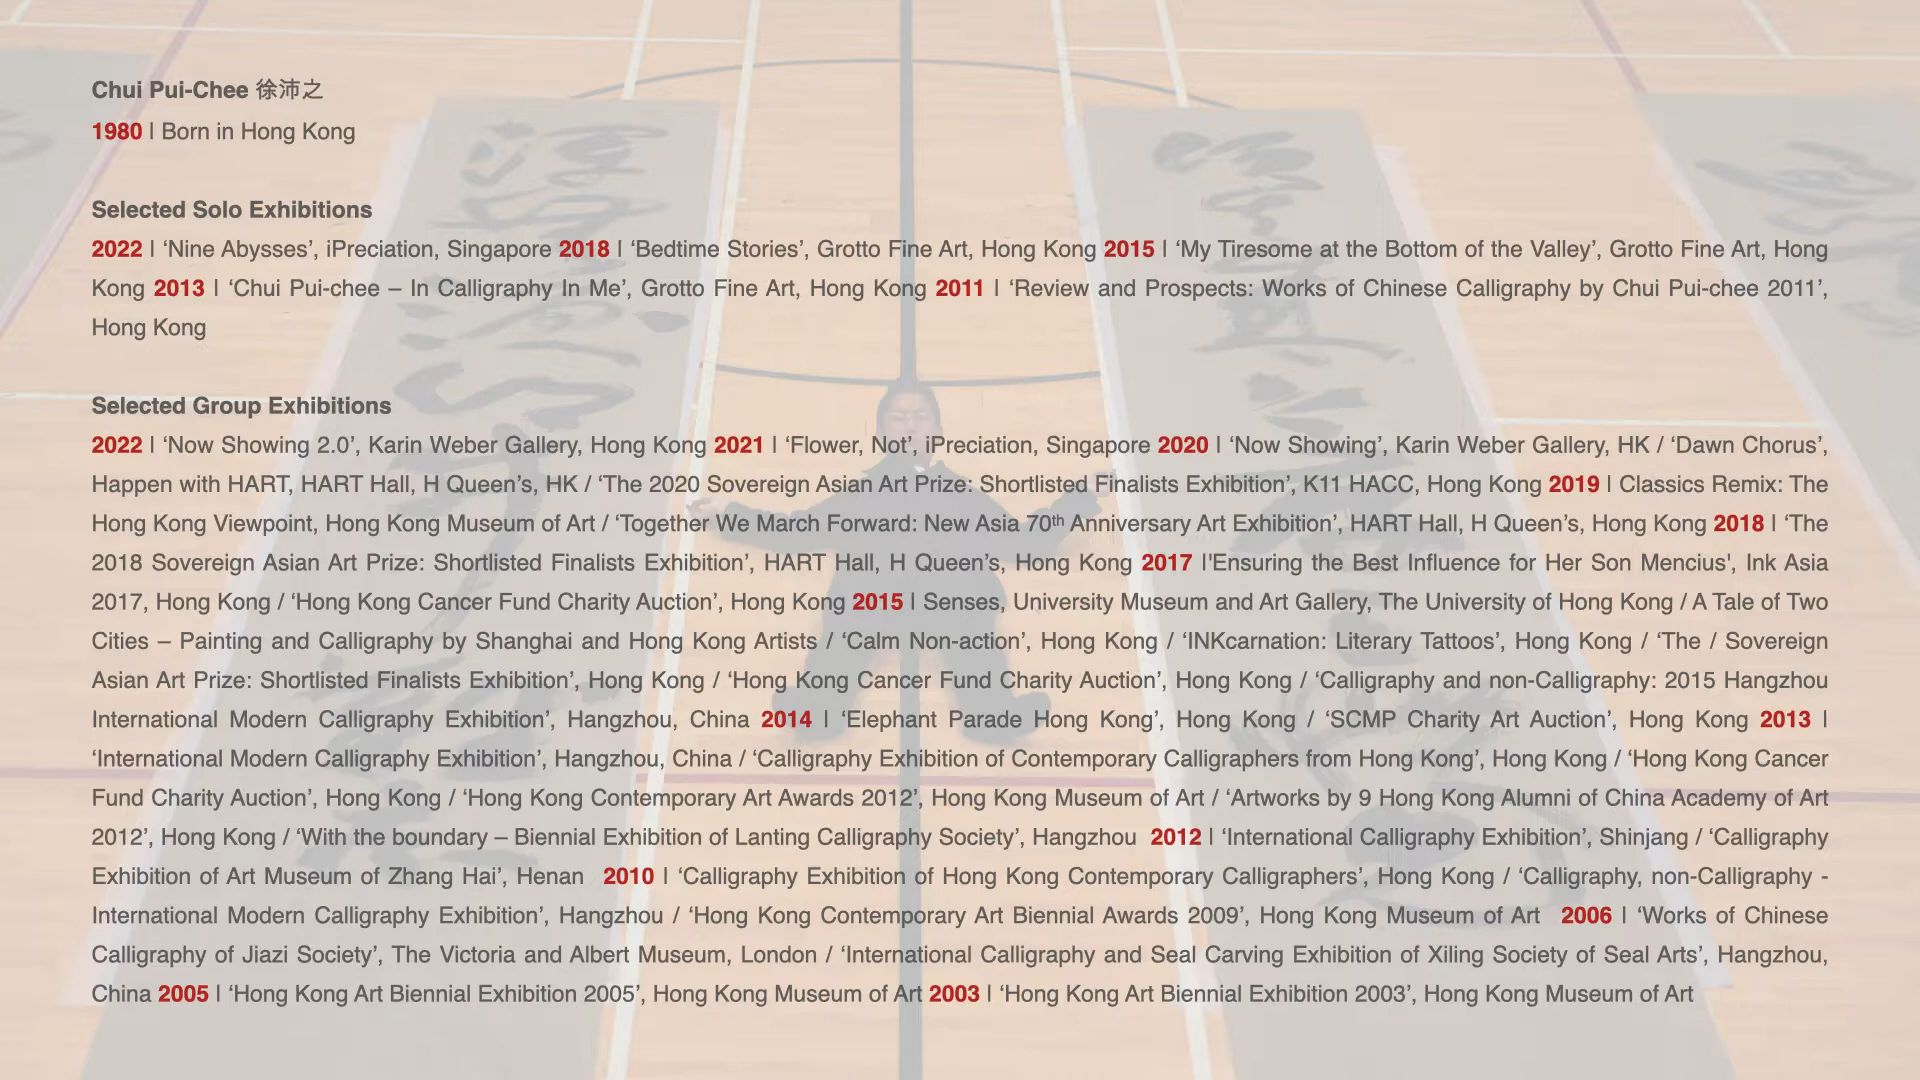 Chui Pui-Chee 徐沛之
1980 | Born in Hong Kong
Selected Solo Exhibitions
2022 | ‘Nine Abysses’, iPreciation, Singapore 2018 | ‘Bedtime Stories’, Grotto Fine Art, Hong Kong 2015 | ‘My Tiresome at the Bottom of the Valley’, Grotto Fine Art, Hong
Kong 2013 | ‘Chui Pui-chee – In Calligraphy In Me’, Grotto Fine Art, Hong Kong 2011 | ‘Review and Prospects: Works of Chinese Calligraphy by Chui Pui-chee 2011’,
Hong Kong
Selected Group Exhibitions
2022 | ‘Now Showing 2.0’, Karin Weber Gallery, Hong Kong 2021 | ‘Flower, Not’, iPreciation, Singapore 2020 | ‘Now Showing’, Karin Weber Gallery, HK / ‘Dawn Chorus’,
Happen with HART, HART Hall, H Queen’s, HK / ‘The 2020 Sovereign Asian Art Prize: Shortlisted Finalists Exhibition’, K11 HACC, Hong Kong 2019 | Classics Remix: The
Hong Kong Viewpoint, Hong Kong Museum of Art / ‘Together We March Forward: New Asia 70th Anniversary Art Exhibition’, HART Hall, H Queen’s, Hong Kong 2018 | ‘The
2018 Sovereign Asian Art Prize: Shortlisted Finalists Exhibition’, HART Hall, H Queen’s, Hong Kong 2017 |'Ensuring the Best Influence for Her Son Mencius', Ink Asia
2017, Hong Kong / ‘Hong Kong Cancer Fund Charity Auction’, Hong Kong 2015 | Senses, University Museum and Art Gallery, The University of Hong Kong / A Tale of Two
Cities – Painting and Calligraphy by Shanghai and Hong Kong Artists / ‘Calm Non-action’, Hong Kong / ‘INKcarnation: Literary Tattoos’, Hong Kong / ‘The / Sovereign
Asian Art Prize: Shortlisted Finalists Exhibition’, Hong Kong / ‘Hong Kong Cancer Fund Charity Auction’, Hong Kong / ‘Calligraphy and non-Calligraphy: 2015 Hangzhou
International Modern Calligraphy Exhibition’, Hangzhou, China 2014 | ‘Elephant Parade Hong Kong’, Hong Kong / ‘SCMP Charity Art Auction’, Hong Kong 2013 |
‘International Modern Calligraphy Exhibition’, Hangzhou, China / ‘Calligraphy Exhibition of Contemporary Calligraphers from Hong Kong’, Hong Kong / ‘Hong Kong Cancer
Fund Charity Auction’, Hong Kong / ‘Hong Kong Contemporary Art Awards 2012’, Hong Kong Museum of Art / ‘Artworks by 9 Hong Kong Alumni of China Academy of Art
2012’, Hong Kong / ‘With the boundary – Biennial Exhibition of Lanting Calligraphy Society’, Hangzhou 2012 | ‘International Calligraphy Exhibition’, Shinjang / ‘Calligraphy
Exhibition of Art Museum of Zhang Hai’, Henan 2010 | ‘Calligraphy Exhibition of Hong Kong Contemporary Calligraphers’, Hong Kong / ‘Calligraphy, non-Calligraphy -
International Modern Calligraphy Exhibition’, Hangzhou / ‘Hong Kong Contemporary Art Biennial Awards 2009’, Hong Kong Museum of Art 2006 | ‘Works of Chinese
Calligraphy of Jiazi Society’, The Victoria and Albert Museum, London / ‘International Calligraphy and Seal Carving Exhibition of Xiling Society of Seal Arts’, Hangzhou,
China 2005 | ‘Hong Kong Art Biennial Exhibition 2005’, Hong Kong Museum of Art 2003 | ‘Hong Kong Art Biennial Exhibition 2003’, Hong Kong Museum of Art